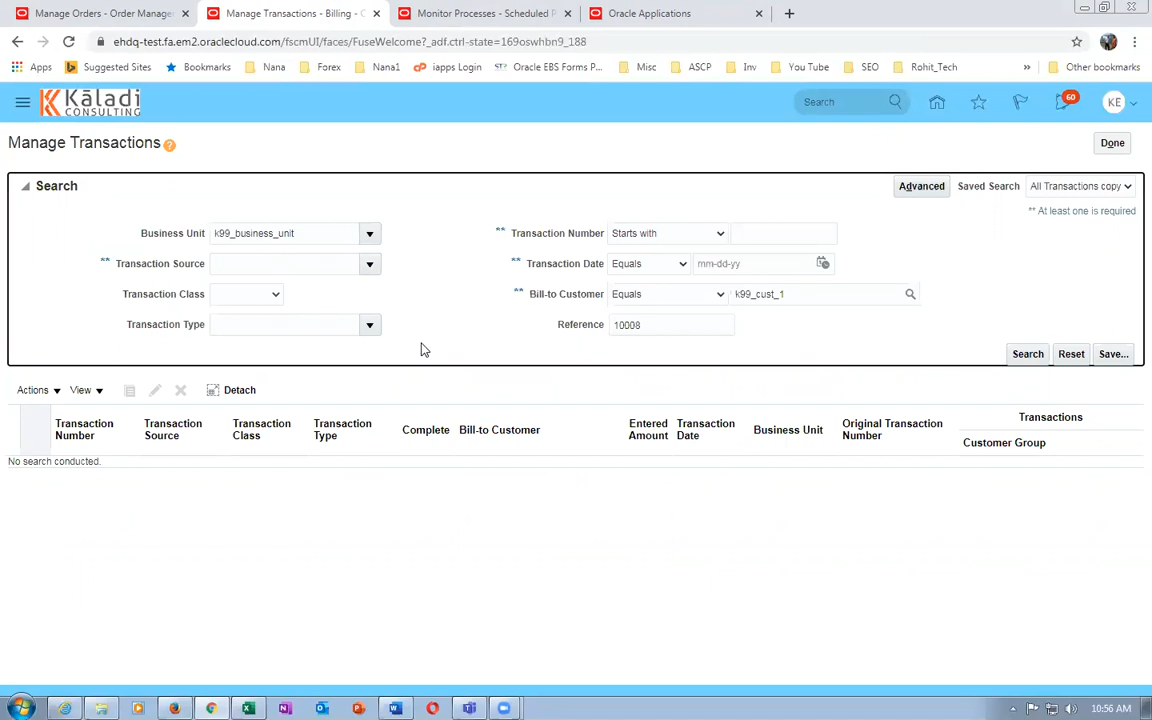 Manage Orders - Order Manager
Manage Transactions - Billing - C
Monitor Processes - Scheduled P
Oracle Applications
ehdq-test.fa.em2.oraclecloud.com/fscmUI/faces/FuseWelcome?_adf.ctrl-state=169oswhbn9_188
Apps
Suggested Sites
Bookmarks
Nana
Forex
Nana1
iapps Login
Oracle EBS Forms P...
Misc
ASCP
Inv
You Tube
SEO
Rohit_Tech
»
Other bookmarks
Kāladi
CONSULTING
Search
60
KE
Manage Transactions
Done
Search
Advanced
Saved Search
All Transactions copy
** At least one is required
Business Unit k99_business_unit
** Transaction Number Starts with
** Transaction Source
** Transaction Date Equals mm-dd-yy
Transaction Class
** Bill-to Customer Equals k99_cust_1
Transaction Type
Reference 10008
Search
Reset
Save...
Actions
View
Detach
Transaction Number
Transaction Source
Transaction Class
Transaction Type
Complete
Bill-to Customer
Entered Amount
Transaction Date
Business Unit
Original Transaction Number
Transactions
Customer Group
No search conducted.
10:56 AM